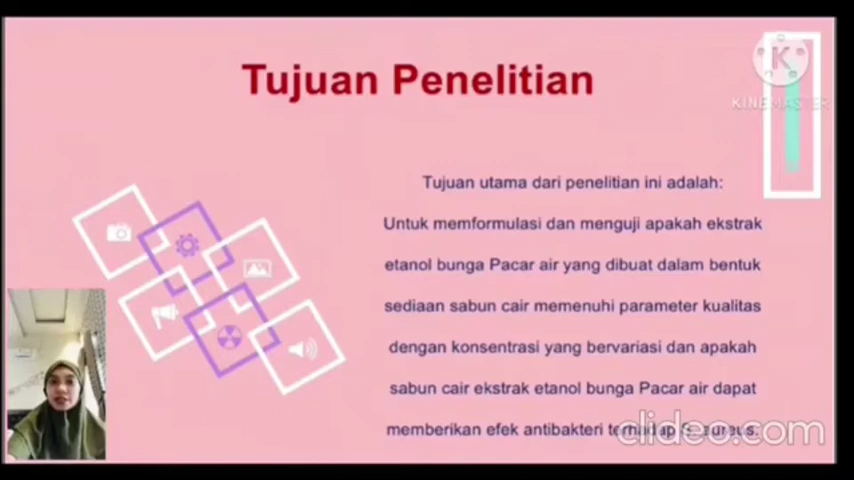 Tujuan Penelitian
K
KINEMASTER
Tujuan utama dari penelitian ini adalah:
Untuk memformulasi dan menguji apakah ekstrak
etanol bunga Pacar air yang dibuat dalam bentuk
sediaan sabun cair memenuhi parameter kualitas
dengan konsentrasi yang bervariasi dan apakah
sabun cair ekstrak etanol bunga Pacar air dapat
memberikan efek antibakteri terhadap S. aureus.
clideo.com